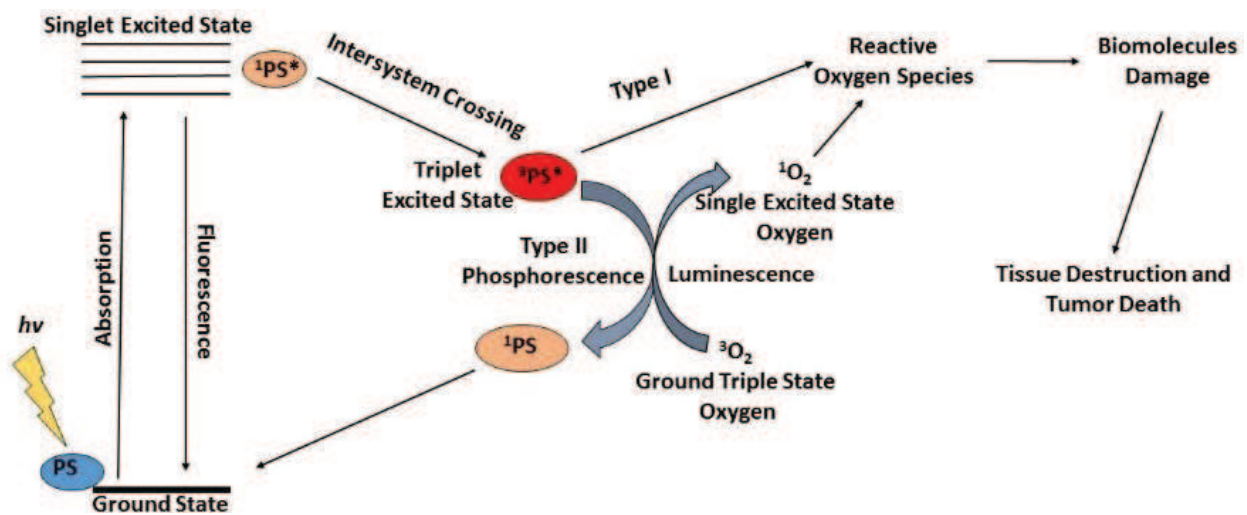 Singlet Excited State
¹PS*
Intersystem Crossing
Triplet
Excited State
³PS*
Type I
Reactive
Oxygen Species
Biomolecules
Damage
¹O₂
Single Excited State
Oxygen
Type II
Phosphorescence
Luminescence
Tissue Destruction and
Tumor Death
Absorption
Fluorescence
hv
¹PS
³O₂
Ground Triple State
Oxygen
PS
Ground State